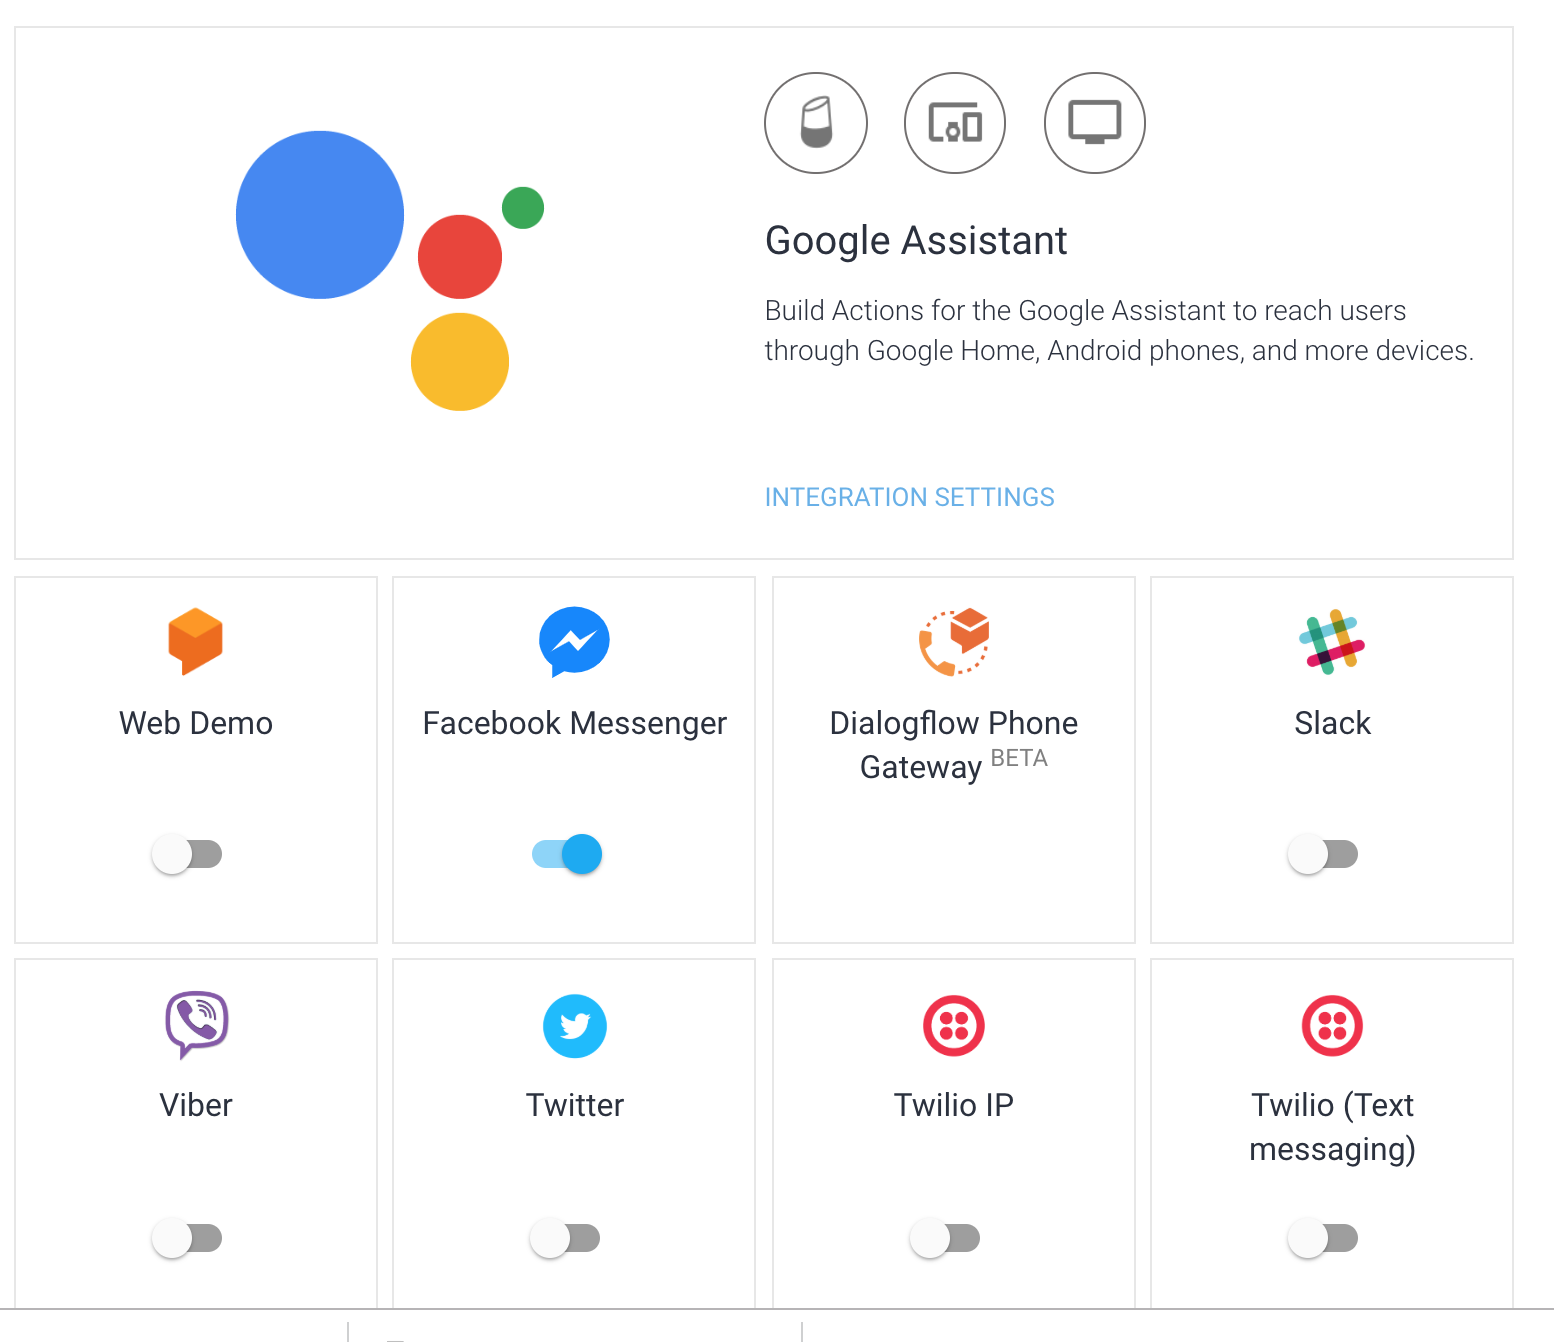 Google Assistant
Build Actions for the Google Assistant to reach users
through Google Home, Android phones, and more devices.
INTEGRATION SETTINGS
Web Demo
Facebook Messenger
Dialogflow Phone
Gateway BETA
Slack
Viber
Twitter
Twilio IP
Twilio (Text
messaging)